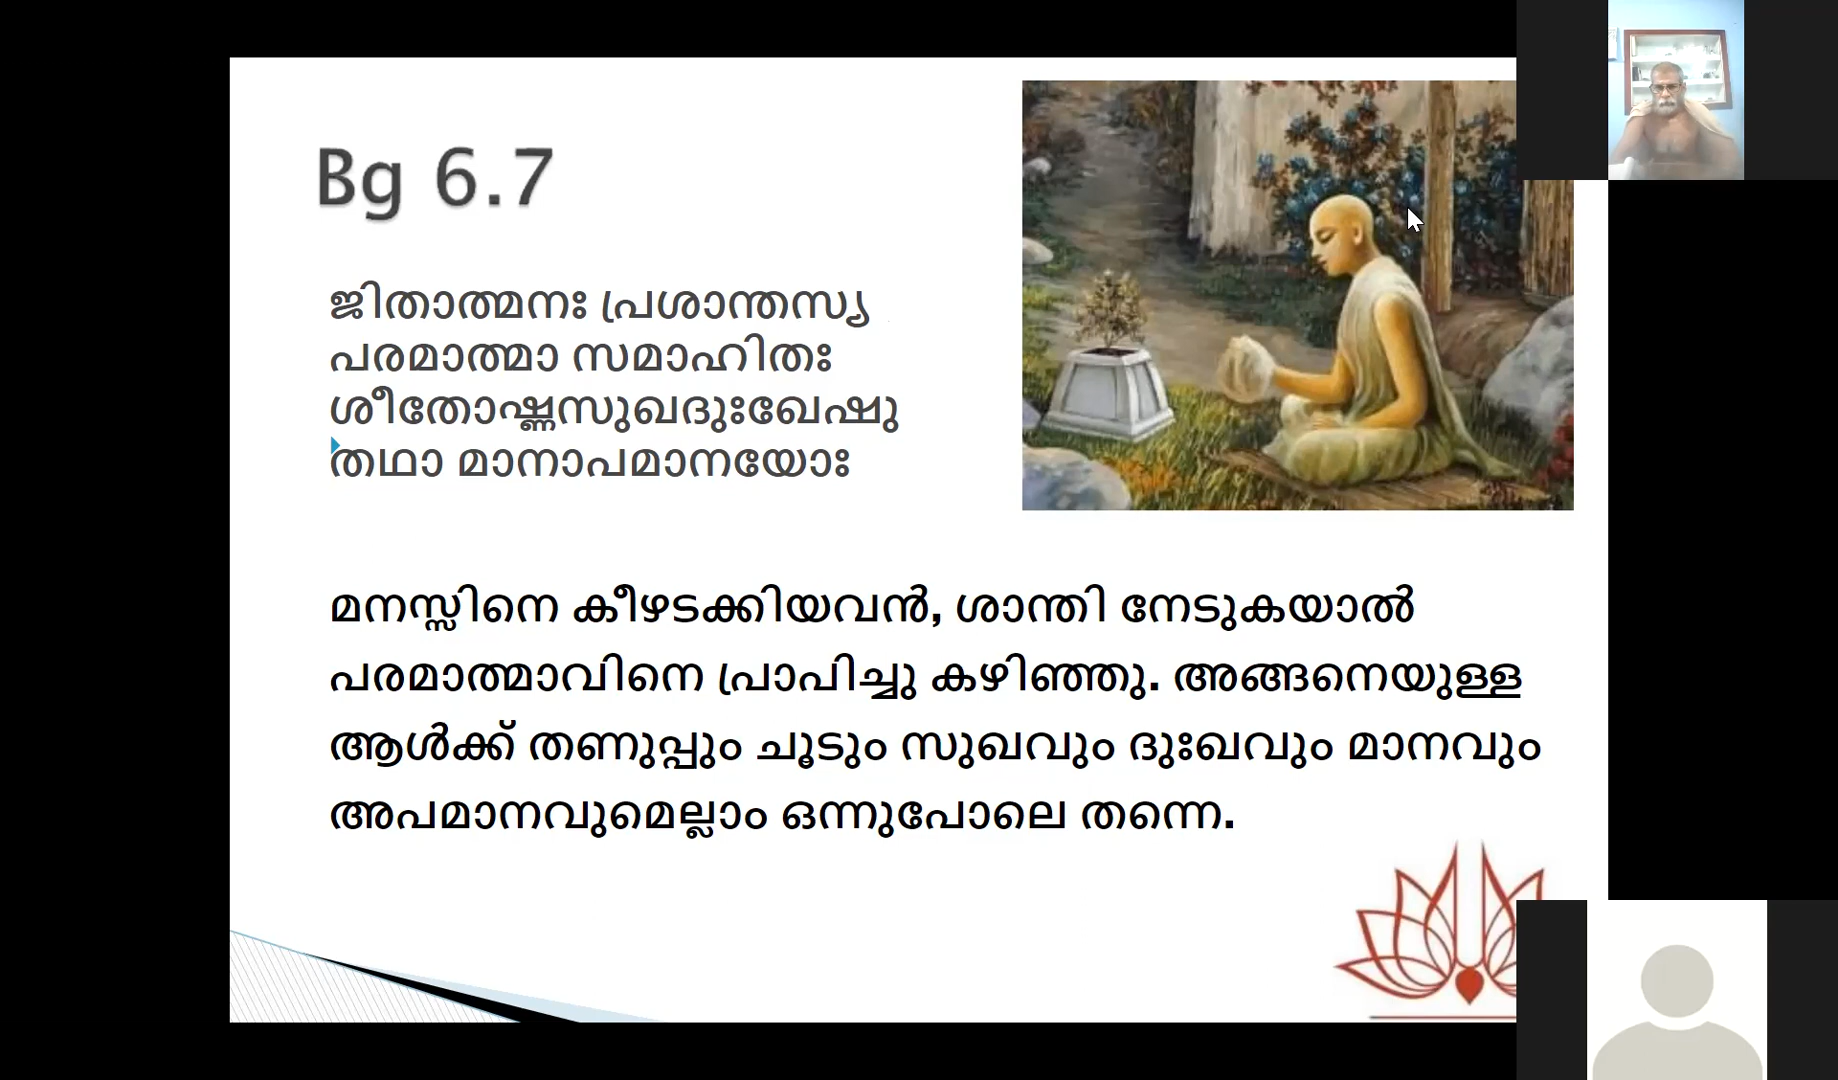 Bg 6.7
ജിതാത്മനഃ പ്രശാന്തസ്യ
പരമാത്മാ സമാഹിതഃ
ശീതോഷ്ണസുഖദുഃഖേഷു
തഥാ മാനാപമാനയോഃ
മനസ്സിനെ കീഴടക്കിയവൻ, ശാന്തി നേടുകയാൽ
പരമാത്മാവിനെ പ്രാപിച്ചു കഴിഞ്ഞു. അങ്ങനെയുള്ള
ആൾക്ക് തണുപ്പും ചൂടും സുഖവും ദുഃഖവും മാനവും
അപമാനവുമെല്ലാം ഒന്നുപോലെ തന്നെ.